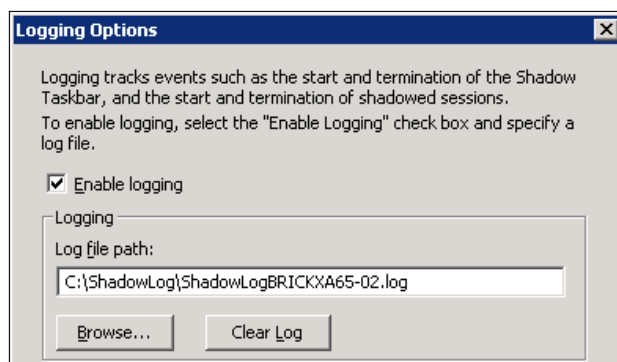 Logging Options
Logging tracks events such as the start and termination of the Shadow
Taskbar, and the start and termination of shadowed sessions.
To enable logging, select the "Enable Logging" check box and specify a
log file.
Enable logging
Logging
Log file path:
C:\ShadowLog\ShadowLogBRICKXA65-02.log
Browse...
Clear Log